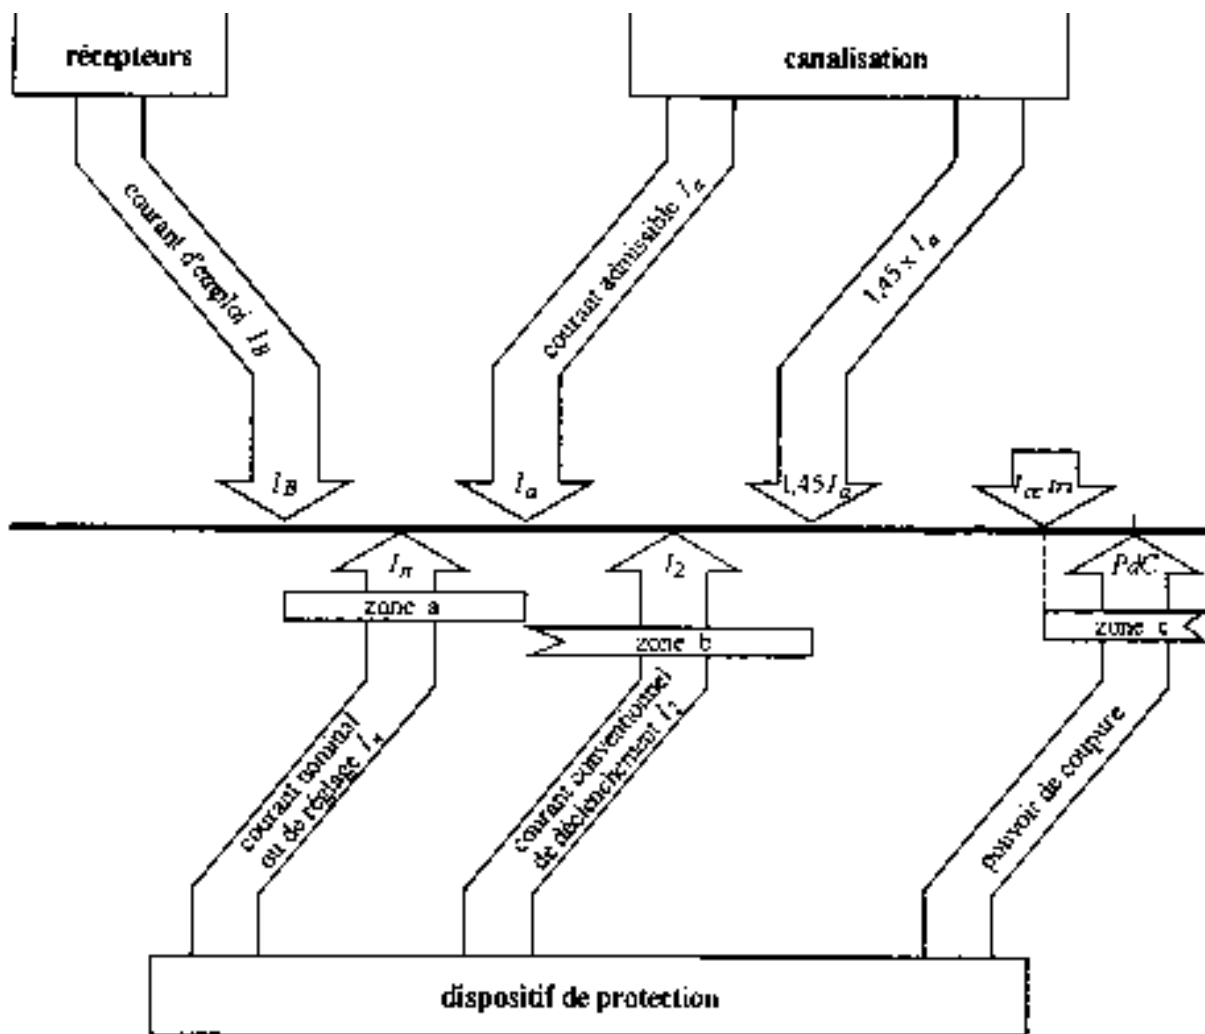 récepteurs
canalisation
courant d'emploi I_B
courant admissible I_a
1,45 × I_a
I_B
I_a
1,45 I_a
I_cc m
I_n
I_2
PdC
zone a
zone b
zone c
courant nominal
ou de réglage I_n
courant conventionnel
de déclenchement I_2
pouvoir de coupure
dispositif de protection